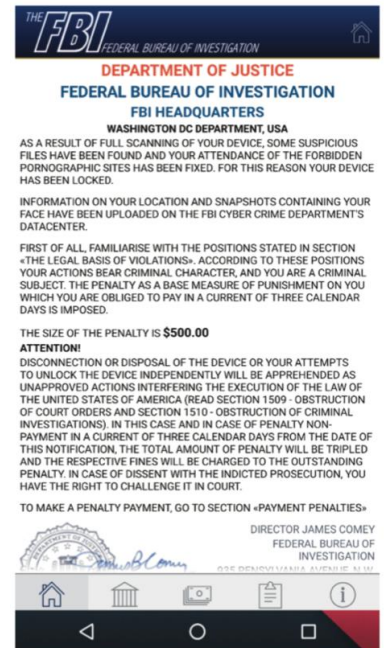 THE
FBI
FEDERAL BUREAU OF INVESTIGATION
DEPARTMENT OF JUSTICE
FEDERAL BUREAU OF INVESTIGATION
FBI HEADQUARTERS
WASHINGTON DC DEPARTMENT, USA
AS A RESULT OF FULL SCANNING OF YOUR DEVICE, SOME SUSPICIOUS
FILES HAVE BEEN FOUND AND YOUR ATTENDANCE OF THE FORBIDDEN
PORNOGRAPHIC SITES HAS BEEN FIXED. FOR THIS REASON YOUR DEVICE
HAS BEEN LOCKED.
INFORMATION ON YOUR LOCATION AND SNAPSHOTS CONTAINING YOUR
FACE HAVE BEEN UPLOADED ON THE FBI CYBER CRIME DEPARTMENT'S
DATACENTER.
FIRST OF ALL, FAMILIARISE WITH THE POSITIONS STATED IN SECTION
«THE LEGAL BASIS OF VIOLATIONS». ACCORDING TO THESE POSITIONS
YOUR ACTIONS BEAR CRIMINAL CHARACTER, AND YOU ARE A CRIMINAL
SUBJECT. THE PENALTY AS A BASE MEASURE OF PUNISHMENT ON YOU
WHICH YOU ARE OBLIGED TO PAY IN A CURRENT OF THREE CALENDAR
DAYS IS IMPOSED.
THE SIZE OF THE PENALTY IS $500.00
ATTENTION!
DISCONNECTION OR DISPOSAL OF THE DEVICE OR YOUR ATTEMPTS
TO UNLOCK THE DEVICE INDEPENDENTLY WILL BE APPREHENDED AS
UNAPPROVED ACTIONS INTERFERING THE EXECUTION OF THE LAW OF
THE UNITED STATES OF AMERICA (READ SECTION 1509 - OBSTRUCTION
OF COURT ORDERS AND SECTION 1510 - OBSTRUCTION OF CRIMINAL
INVESTIGATIONS). IN THIS CASE AND IN CASE OF PENALTY NON-
PAYMENT IN A CURRENT OF THREE CALENDAR DAYS FROM THE DATE OF
THIS NOTIFICATION, THE TOTAL AMOUNT OF PENALTY WILL BE TRIPLED
AND THE RESPECTIVE FINES WILL BE CHARGED TO THE OUTSTANDING
PENALTY. IN CASE OF DISSENT WITH THE INDICTED PROSECUTION, YOU
HAVE THE RIGHT TO CHALLENGE IT IN COURT.
TO MAKE A PENALTY PAYMENT, GO TO SECTION «PAYMENT PENALTIES»
DIRECTOR JAMES COMEY
FEDERAL BUREAU OF
INVESTIGATION
935 PENSYLVANIA AVENUE, N.W.